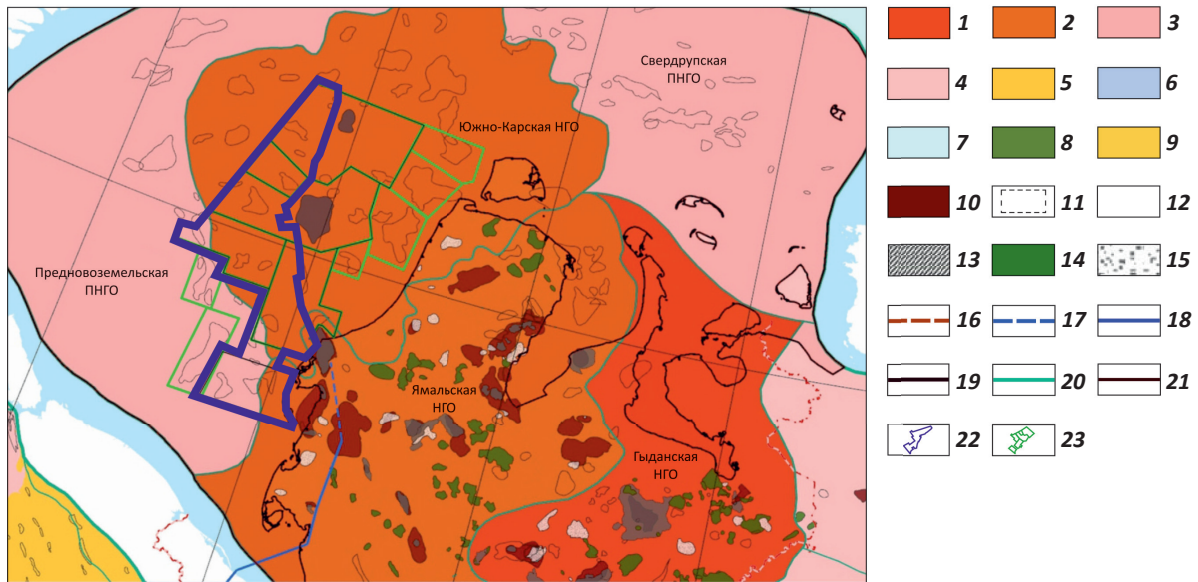 Свердрупская
ПНГО
Южно-Карская НГО
Предновоземельская
ПНГО
Ямальская
НГО
Гыданская
НГО
1 2 3
4 5 6
7 8 9
10 11 12
13 14 15
16 17 18
19 20 21
22 23